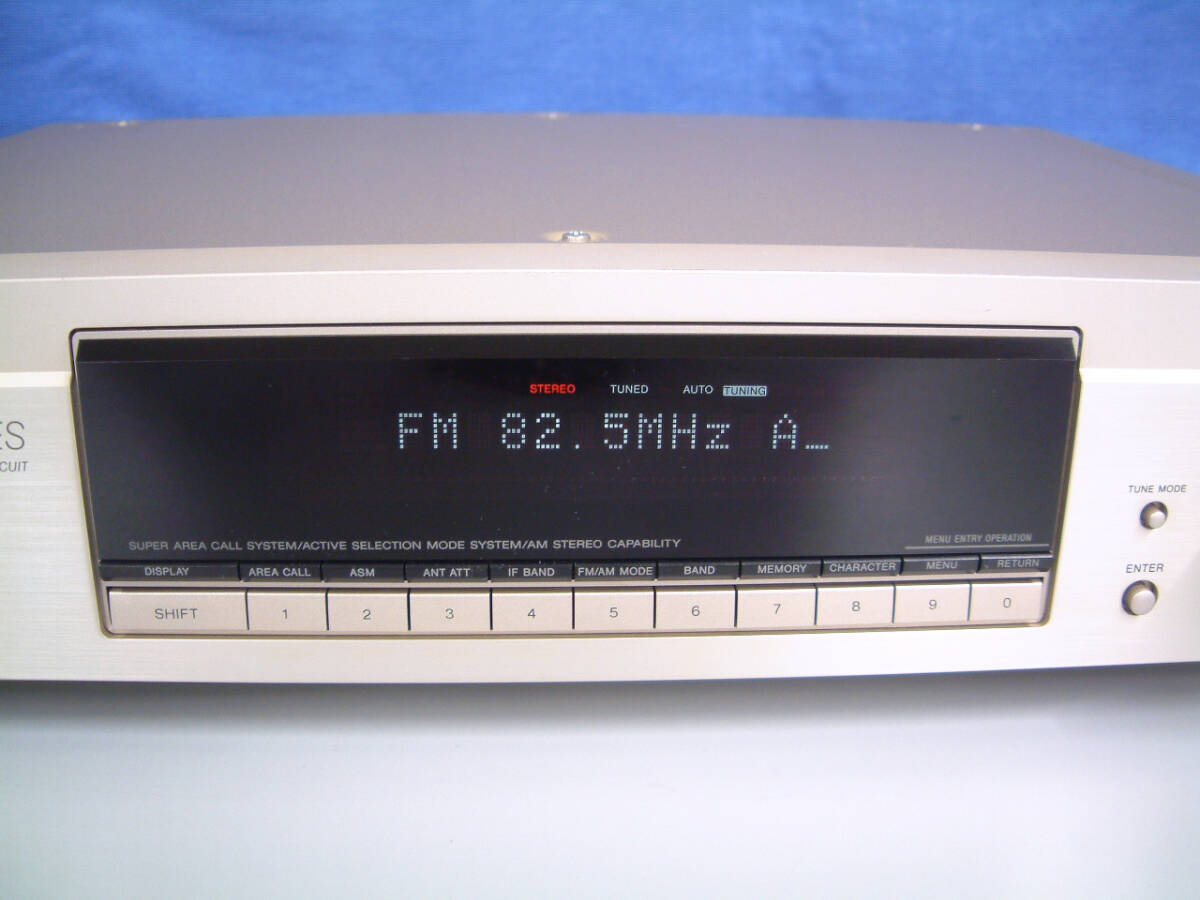 STEREO TUNED AUTO TUNING
FM 82.5MHz A_
ES
CUIT
TUNE MODE
SUPER AREA CALL SYSTEM/ACTIVE SELECTION MODE SYSTEM/AM STEREO CAPABILITY
MENU ENTRY OPERATION
DISPLAY AREA CALL ASM ANT ATT IF BAND FM/AM MODE BAND MEMORY CHARACTER MENU RETURN
ENTER
SHIFT 1 2 3 4 5 6 7 8 9 0